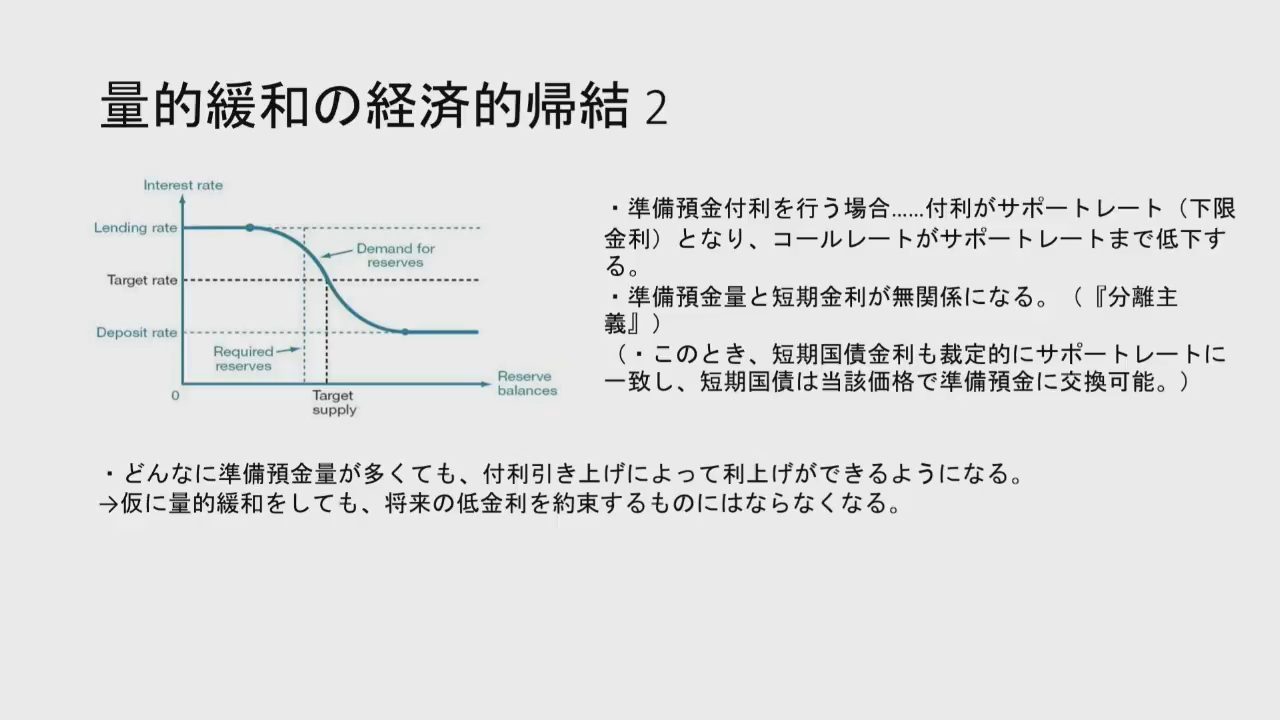 量的緩和の経済的帰結 2
Interest rate
Lending rate
Demand for
reserves
Target rate
Deposit rate
Required
reserves
0
Target
supply
Reserve
balances
・準備預金付利を行う場合……付利がサポートレート（下限
金利）となり、コールレートがサポートレートまで低下す
る。
・準備預金量と短期金利が無関係になる。（『分離主
義』）
（・このとき、短期国債金利も裁定的にサポートレートに
一致し、短期国債は当該価格で準備預金に交換可能。）
・どんなに準備預金量が多くても、付利引き上げによって利上げができるようになる。
→仮に量的緩和をしても、将来の低金利を約束するものにはならなくなる。